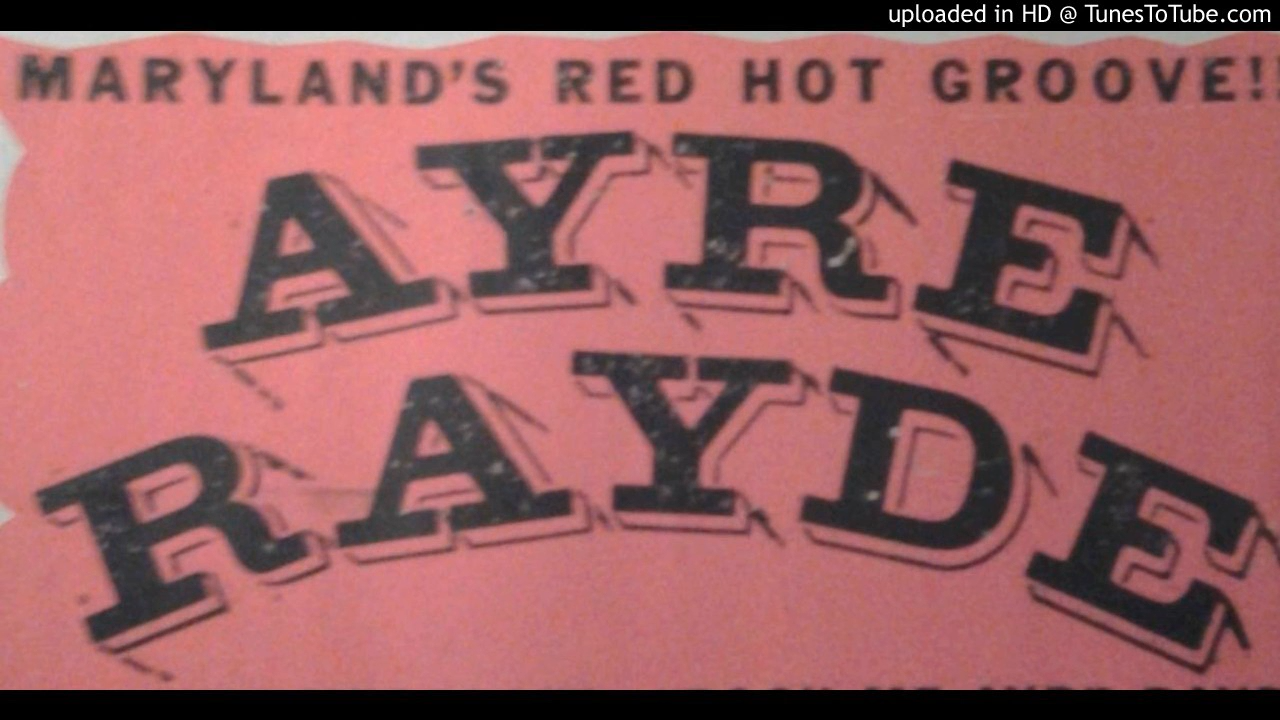 uploaded in HD @ TunesToTube.com
MARYLAND'S RED HOT GROOVE!!
AYRE
RAYDE